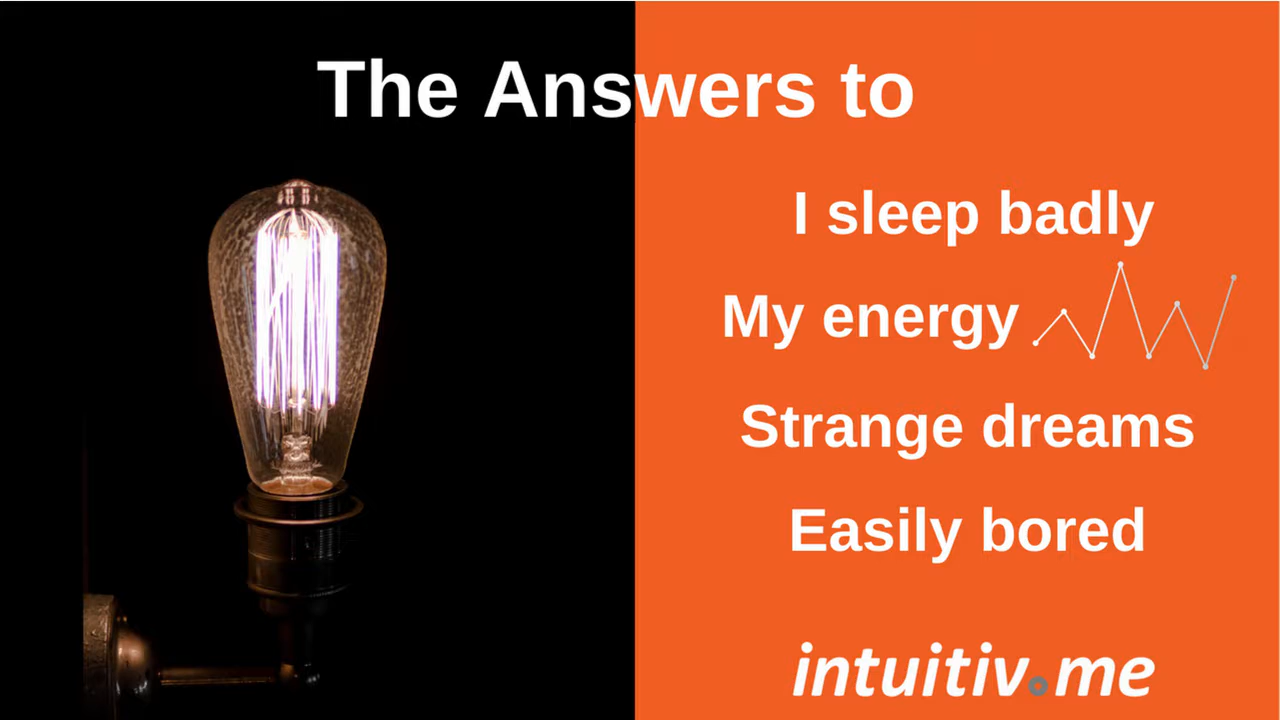 The Answers to
I sleep badly
My energy
Strange dreams
Easily bored
intuitiv.me